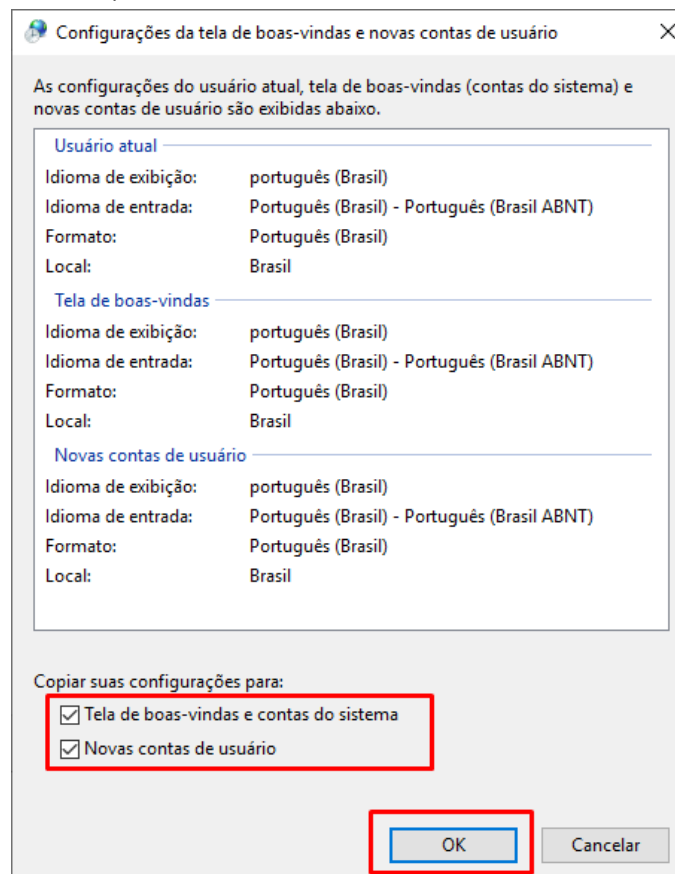 Configurações da tela de boas-vindas e novas contas de usuário
As configurações do usuário atual, tela de boas-vindas (contas do sistema) e
novas contas de usuário são exibidas abaixo.
Usuário atual
Idioma de exibição: português (Brasil)
Idioma de entrada: Português (Brasil) - Português (Brasil ABNT)
Formato: Português (Brasil)
Local: Brasil
Tela de boas-vindas
Idioma de exibição: português (Brasil)
Idioma de entrada: Português (Brasil) - Português (Brasil ABNT)
Formato: Português (Brasil)
Local: Brasil
Novas contas de usuário
Idioma de exibição: português (Brasil)
Idioma de entrada: Português (Brasil) - Português (Brasil ABNT)
Formato: Português (Brasil)
Local: Brasil
Copiar suas configurações para:
Tela de boas-vindas e contas do sistema
Novas contas de usuário
OK Cancelar